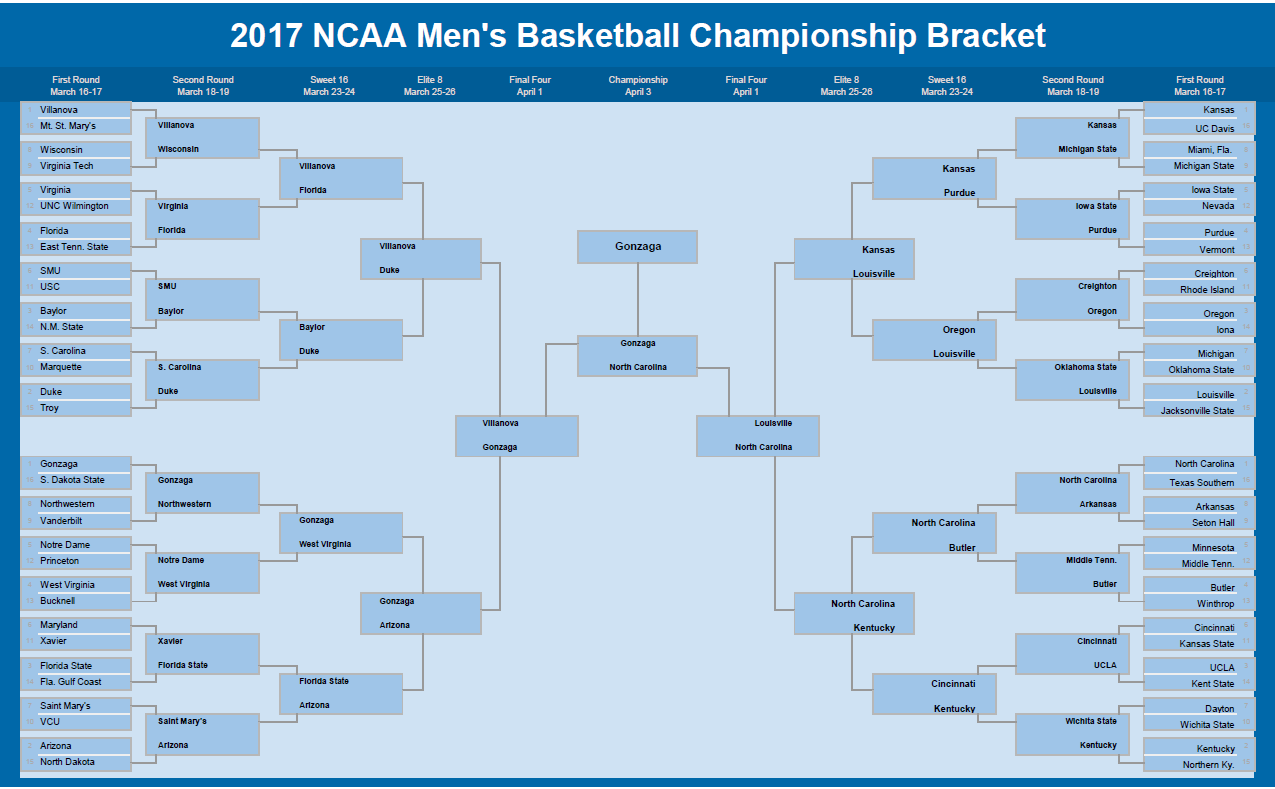 2017 NCAA Men's Basketball Championship Bracket
First Round
March 16-17
Second Round
March 18-19
Sweet 16
March 23-24
Elite 8
March 25-26
Final Four
April 1
Championship
April 3
Final Four
April 1
Elite 8
March 25-26
Sweet 16
March 23-24
Second Round
March 18-19
First Round
March 16-17
Villanova
Mt. St. Mary's
Wisconsin
Virginia Tech
Virginia
UNC Wilmington
Florida
East Tenn. State
SMU
USC
Baylor
N.M. State
S. Carolina
Marquette
Duke
Troy
Gonzaga
S. Dakota State
Northwestern
Vanderbilt
Notre Dame
Princeton
West Virginia
Bucknell
Maryland
Xavier
Florida State
Fla. Gulf Coast
Saint Mary's
VCU
Arizona
North Dakota
Villanova
Wisconsin
Virginia
Florida
SMU
Baylor
S. Carolina
Duke
Gonzaga
Northwestern
Notre Dame
West Virginia
Xavier
Florida State
Saint Mary's
Arizona
Villanova
Florida
Baylor
Duke
Gonzaga
West Virginia
Florida State
Arizona
Villanova
Duke
Gonzaga
Arizona
Villanova
Gonzaga
Gonzaga
Gonzaga
North Carolina
Louisville
North Carolina
Kansas
Louisville
North Carolina
Kentucky
Kansas
Purdue
Oregon
Louisville
North Carolina
Butler
Cincinnati
Kentucky
Kansas
Michigan State
Iowa State
Purdue
Creighton
Oregon
Oklahoma State
Louisville
North Carolina
Arkansas
Middle Tenn.
Butler
Cincinnati
UCLA
Wichita State
Kentucky
Kansas
UC Davis
Miami, Fla.
Michigan State
Iowa State
Nevada
Purdue
Vermont
Creighton
Rhode Island
Oregon
Iona
Michigan
Oklahoma State
Louisville
Jacksonville State
North Carolina
Texas Southern
Arkansas
Seton Hall
Minnesota
Middle Tenn.
Butler
Winthrop
Cincinnati
Kansas State
UCLA
Kent State
Dayton
Wichita State
Kentucky
Northern Ky.